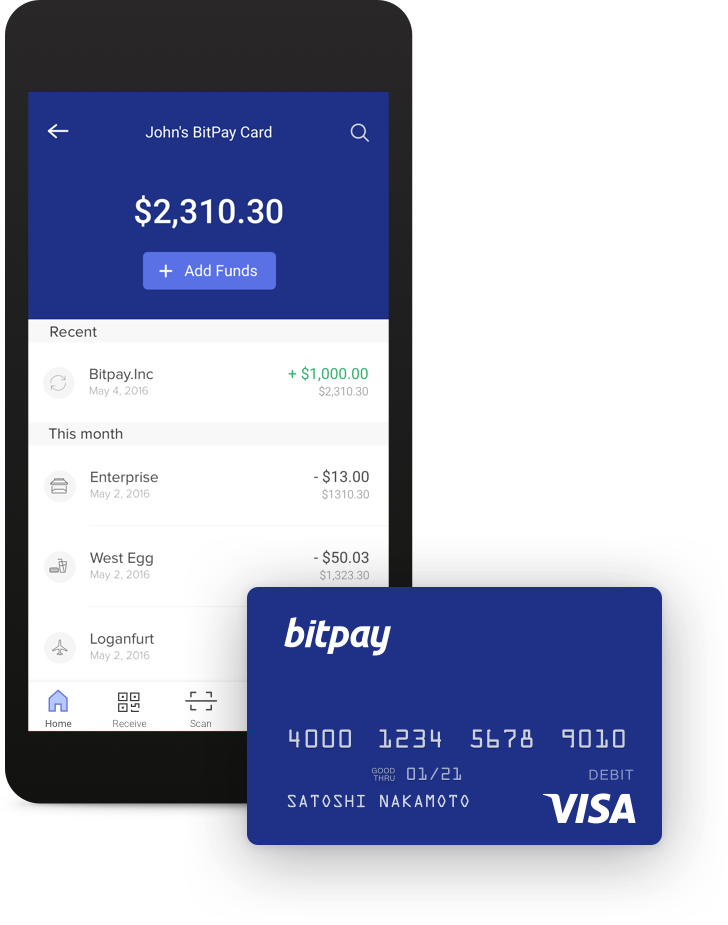 John's BitPay Card
$2,310.30
+ Add Funds
Recent
Bitpay.Inc + $1,000.00
May 4, 2016 $2,310.30
This month
Enterprise - $13.00
May 2, 2016 $1310.30
West Egg - $50.03
May 2, 2016 $1,323.30
Loganfurt
May 2, 2016
Home Receive Scan
bitpay
4000 1234 5678 9010
GOOD THRU 01/21
DEBIT
SATOSHI NAKAMOTO
VISA